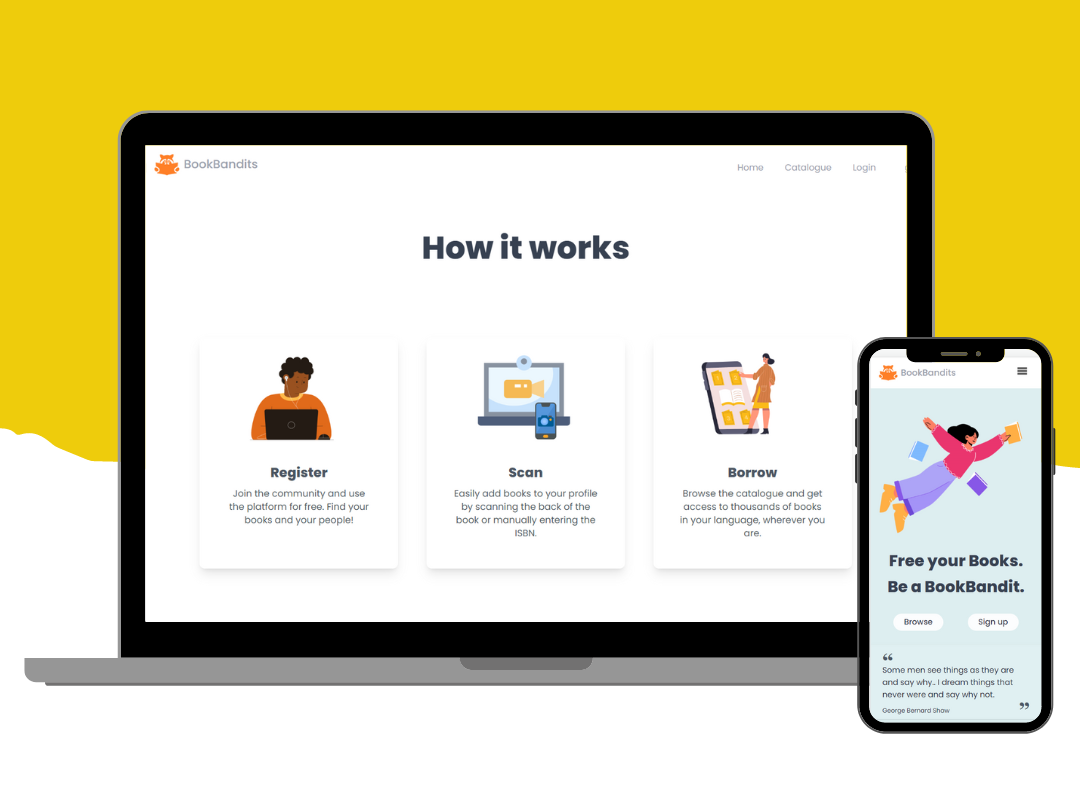 BookBandits
Home Catalogue Login
How it works
Register
Join the community and use
the platform for free. Find your
books and your people!
Scan
Easily add books to your profile
by scanning the back of the
book or manually entering the
ISBN.
Borrow
Browse the catalogue and get
access to thousands of books
in your language, wherever you
are.
BookBandits
Free your Books.
Be a BookBandit.
Browse Sign up
“
Some men see things as they are
and say why.. I dream things that
never were and say why not.
”
George Bernard Shaw